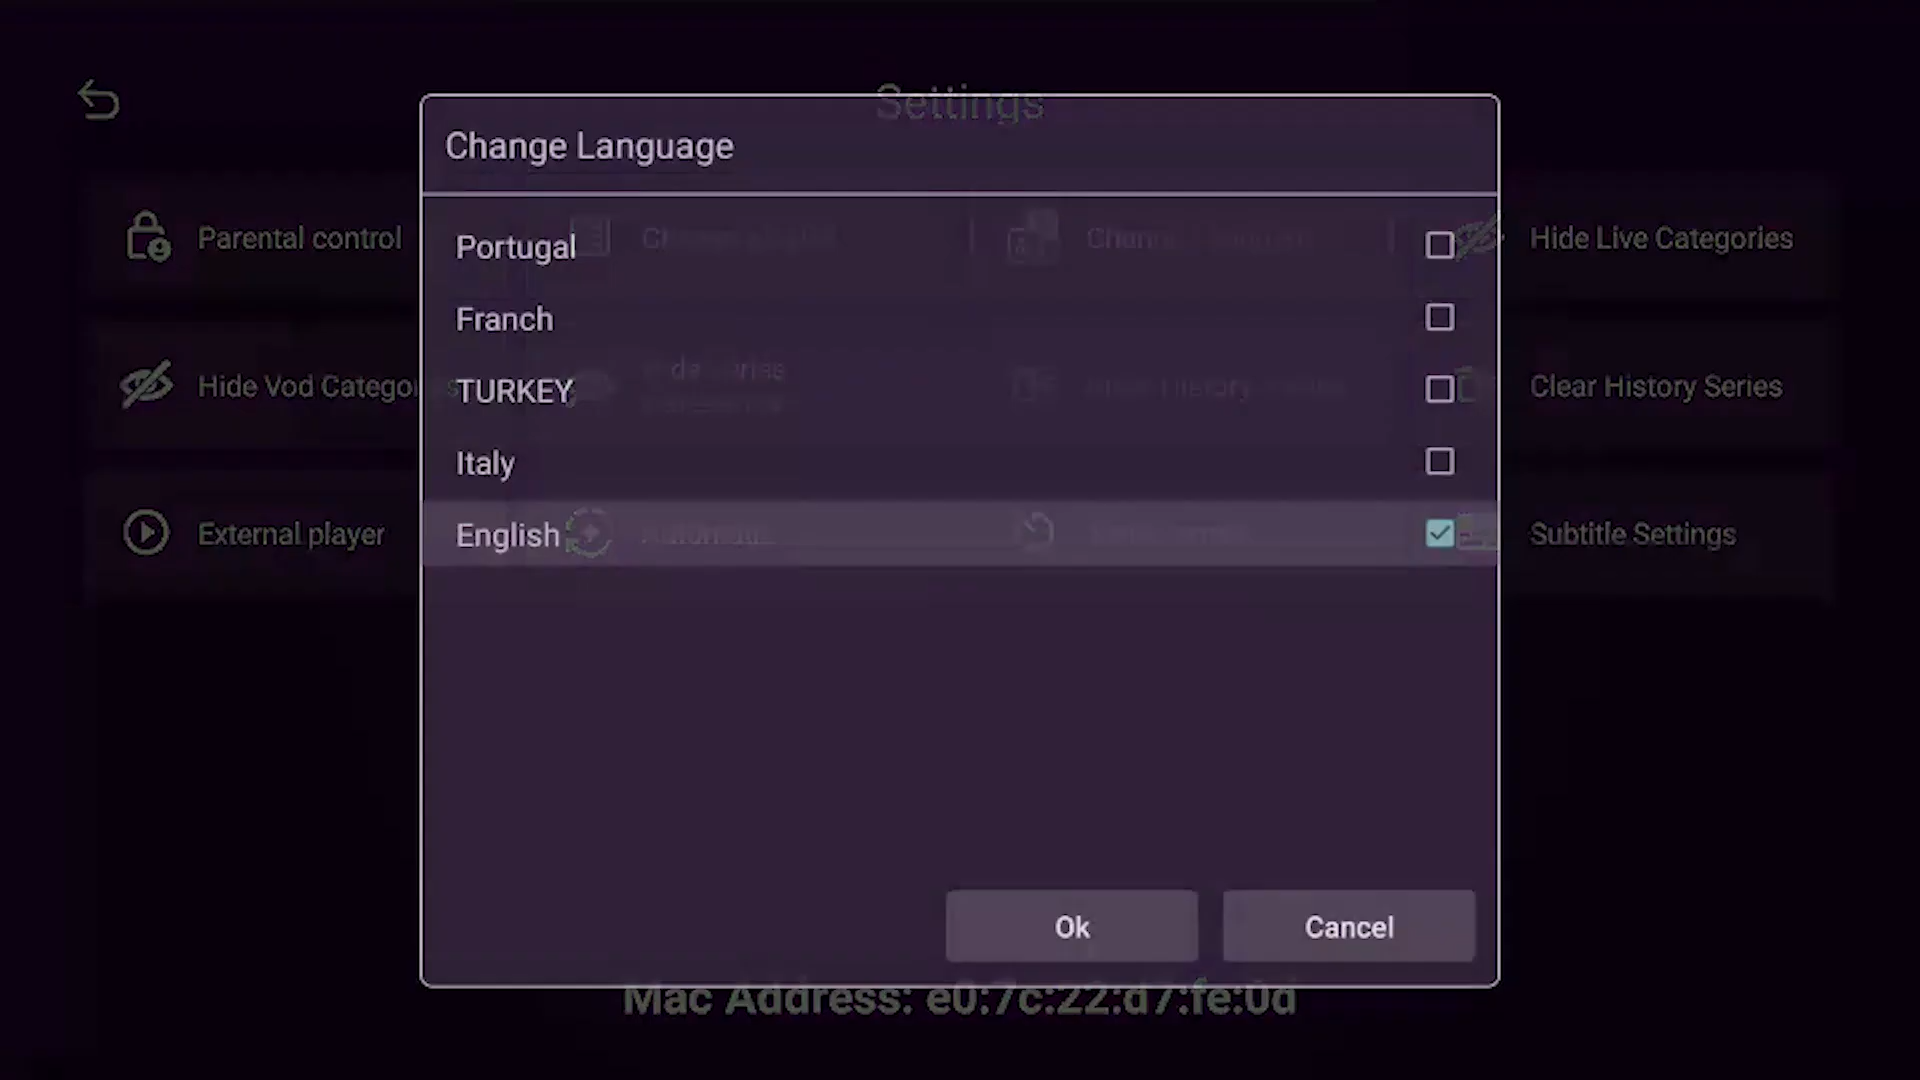 Settings
Change Language
Parental control
Portugal
Hide Live Categories
Franch
Hide Vod Catego
TURKEY
Clear History Series
Italy
External player
English
Subtitle Settings
Ok
Cancel
Mac Address: e0:7c:22:d7:fe:0d